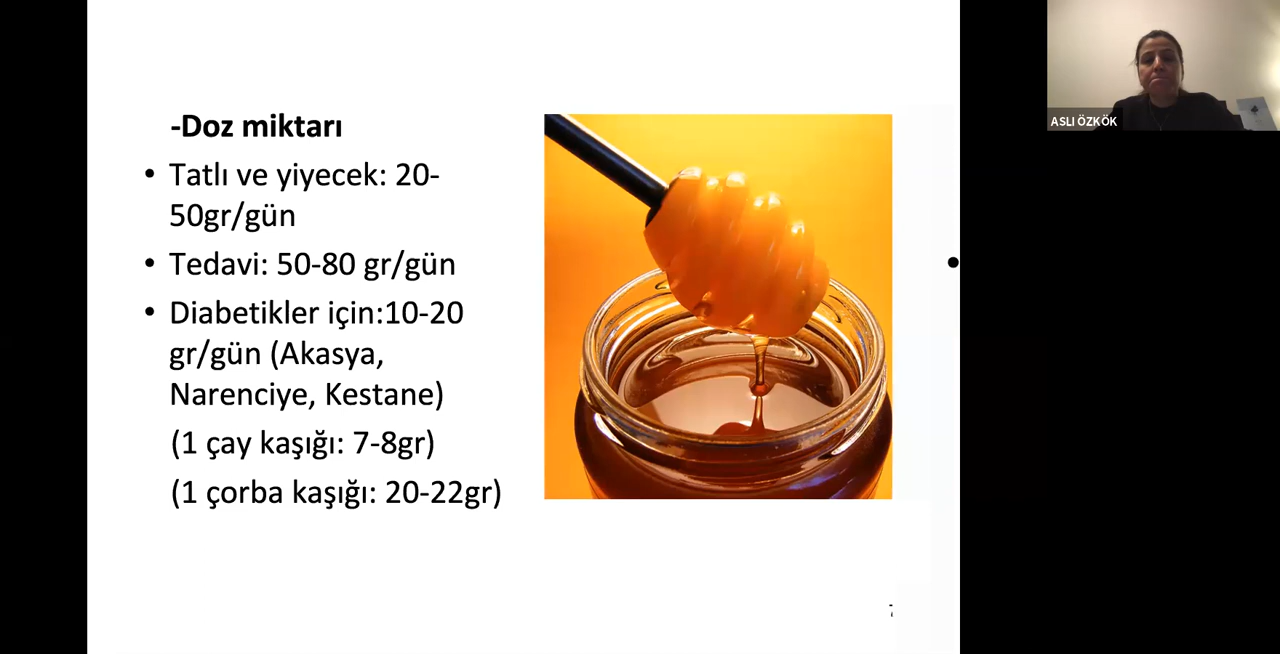 -Doz miktarı
• Tatlı ve yiyecek: 20-
50gr/gün
• Tedavi: 50-80 gr/gün
• Diabetikler için:10-20
gr/gün (Akasya,
Narenciye, Kestane)
(1 çay kaşığı: 7-8gr)
(1 çorba kaşığı: 20-22gr)
ASLI ÖZKÖK